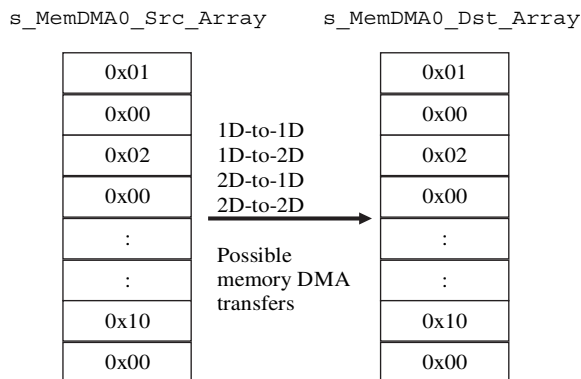 s_MemDMA0_Src_Array
0x01
0x00
0x02
0x00
:
:
0x10
0x00
1D-to-1D
1D-to-2D
2D-to-1D
2D-to-2D
Possible
memory DMA
transfers
s_MemDMA0_Dst_Array
0x01
0x00
0x02
0x00
:
:
0x10
0x00